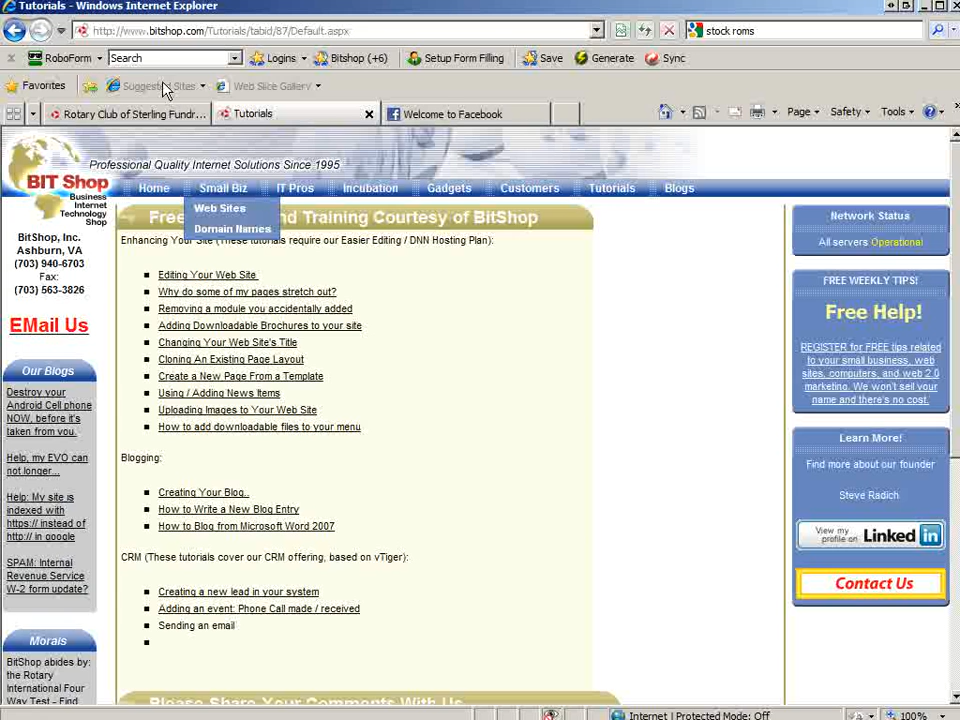 Tutorials - Windows Internet Explorer
http://www.bitshop.com/Tutorials/tabid/87/Default.aspx
stock roms
x RoboForm Search Logins Bitshop (+6) Setup Form Filling Save Generate Sync
Favorites Suggested Sites Web Slice Gallery
Rotary Club of Sterling Fundr... Tutorials x Welcome to Facebook Page Safety Tools
Professional Quality Internet Solutions Since 1995
BIT Shop
Business
Internet
Technology
Shop
Home Small Biz IT Pros Incubation Gadgets Customers Tutorials Blogs
Web Sites
Domain Names
BitShop, Inc.
Ashburn, VA
(703) 940-6703
Fax:
(703) 563-3826
EMail Us
Our Blogs
Destroy your
Android Cell phone
NOW, before it's
taken from you.
Help, my EVO can
not longer...
Help: My site is
indexed with
https:// instead of
http:// in google
SPAM: Internal
Revenue Service
W-2 form update?
Morals
BitShop abides by:
the Rotary
International Four
Way Test - Find
Free nd Training Courtesy of BitShop
Enhancing Your Site (These tutorials require our Easier Editing / DNN Hosting Plan):
Editing Your Web Site
Why do some of my pages stretch out?
Removing a module you accidentally added
Adding Downloadable Brochures to your site
Changing Your Web Site's Title
Cloning An Existing Page Layout
Create a New Page From a Template
Using / Adding News Items
Uploading Images to Your Web Site
How to add downloadable files to your menu
Blogging:
Creating Your Blog..
How to Write a New Blog Entry
How to Blog from Microsoft Word 2007
CRM (These tutorials cover our CRM offering, based on vTiger):
Creating a new lead in your system
Adding an event: Phone Call made / received
Sending an email
Please Share Your Comments With Us
Network Status
All servers Operational
FREE WEEKLY TIPS!
Free Help!
REGISTER for FREE tips related
to your small business, web
sites, computers, and web 2.0
marketing. We won't sell your
name and there's no cost.
Learn More!
Find more about our founder
Steve Radich
View my
profile on Linked in
Contact Us
Internet | Protected Mode: Off 100%